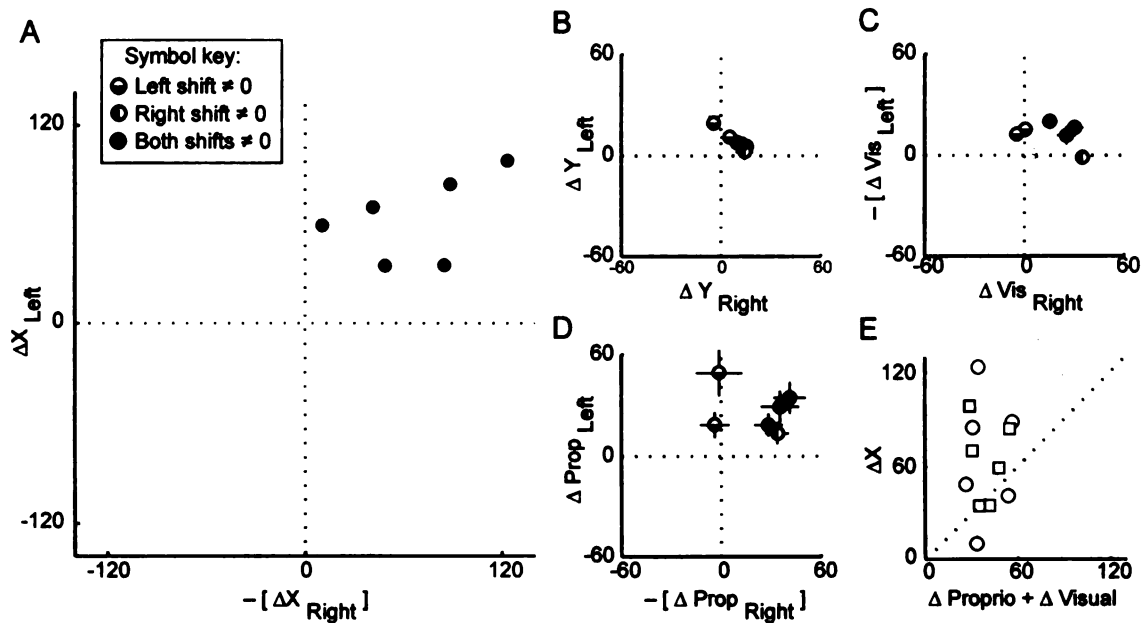 A
Symbol key:
Left shift ≠ 0
Right shift ≠ 0
Both shifts ≠ 0
120
0
-120
ΔX Left
-120
0
120
– [ ΔX Right ]
B
60
0
-60
Δ Y Left
-60
0
60
Δ Y Right
C
60
0
-60
– [ Δ Vis Left ]
-60
0
60
Δ Vis Right
D
60
0
-60
Δ Prop Left
-60
0
60
– [ Δ Prop Right ]
E
120
60
0
ΔX
0
60
120
Δ Proprio + Δ Visual